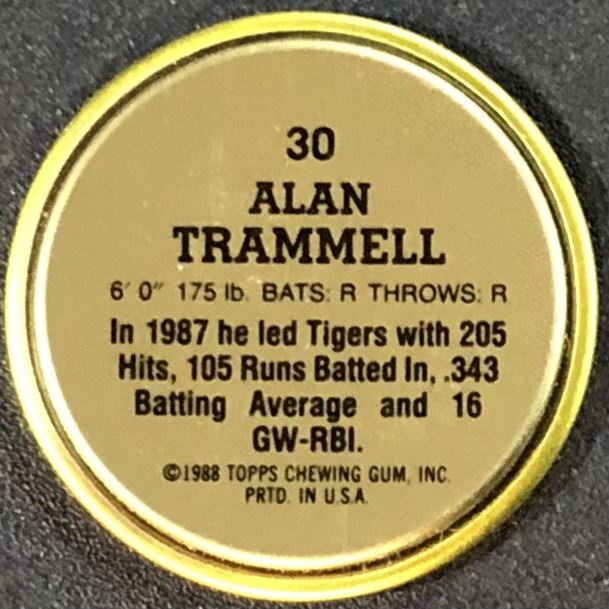 30
ALAN
TRAMMELL
6' 0" 175 lb. BATS: R THROWS: R
In 1987 he led Tigers with 205
Hits, 105 Runs Batted In, .343
Batting Average and 16
GW-RBI.
©1988 TOPPS CHEWING GUM, INC.
PRTD. IN U.S.A.